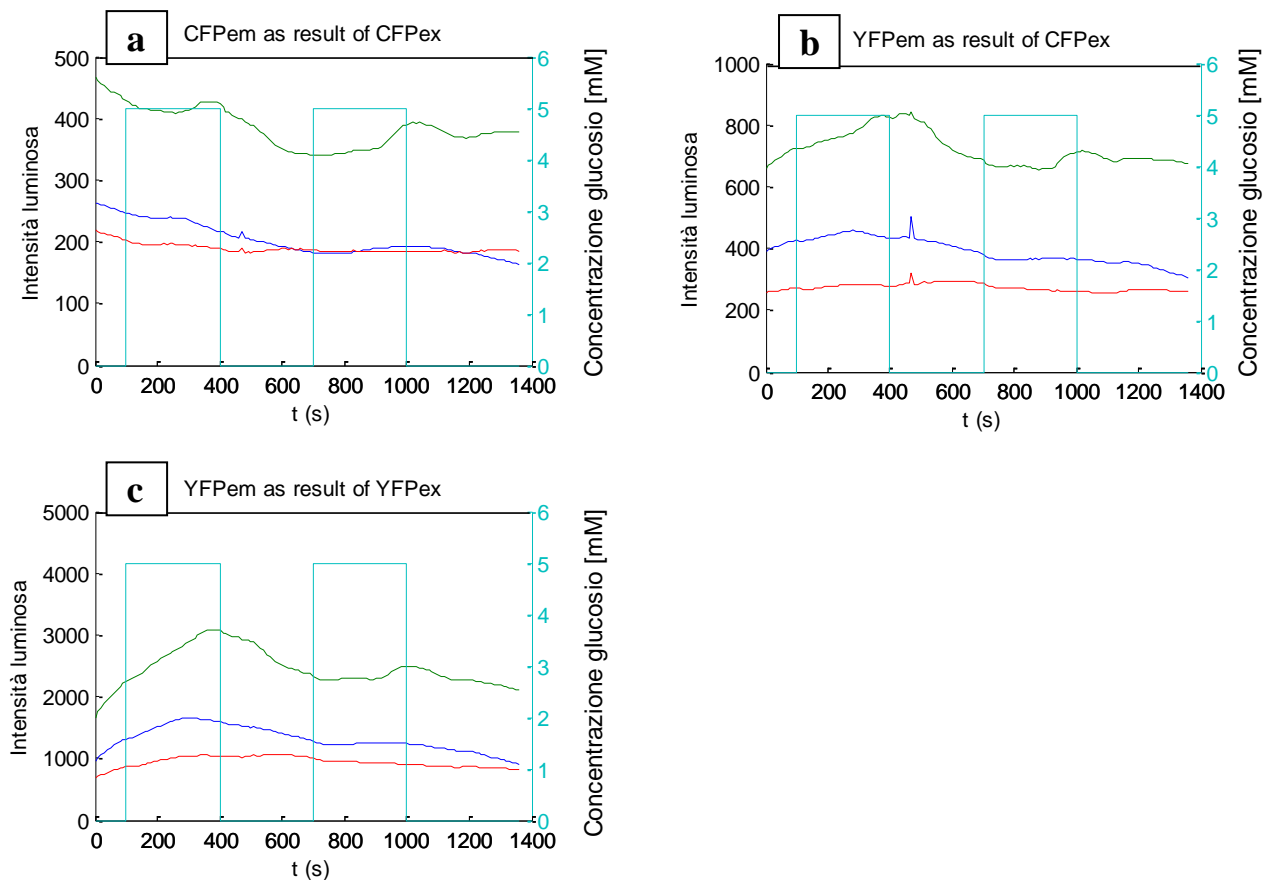 a
CFPem as result of CFPex
500
400
300
200
100
0
Intensità luminosa
6
5
4
3
2
1
0
Concentrazione glucosio [mM]
0 200 400 600 800 1000 1200 1400
t (s)
b
YFPem as result of CFPex
1000
800
600
400
200
0
Intensità luminosa
6
5
4
3
2
1
0
Concentrazione glucosio [mM]
0 200 400 600 800 1000 1200 1400
t (s)
c
YFPem as result of YFPex
5000
4000
3000
2000
1000
0
Intensità luminosa
6
5
4
3
2
1
0
Concentrazione glucosio [mM]
0 200 400 600 800 1000 1200 1400
t (s)